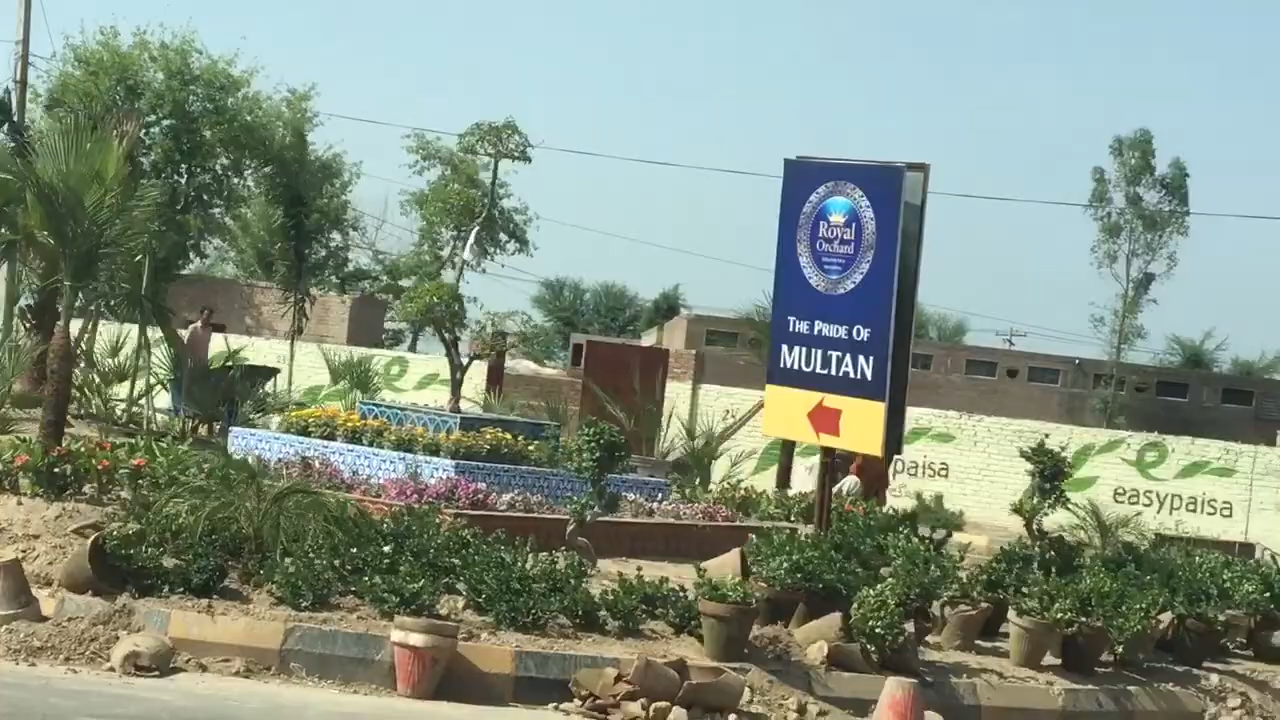 Royal
Orchard
THE PRIDE OF
MULTAN
paisa
easypaisa